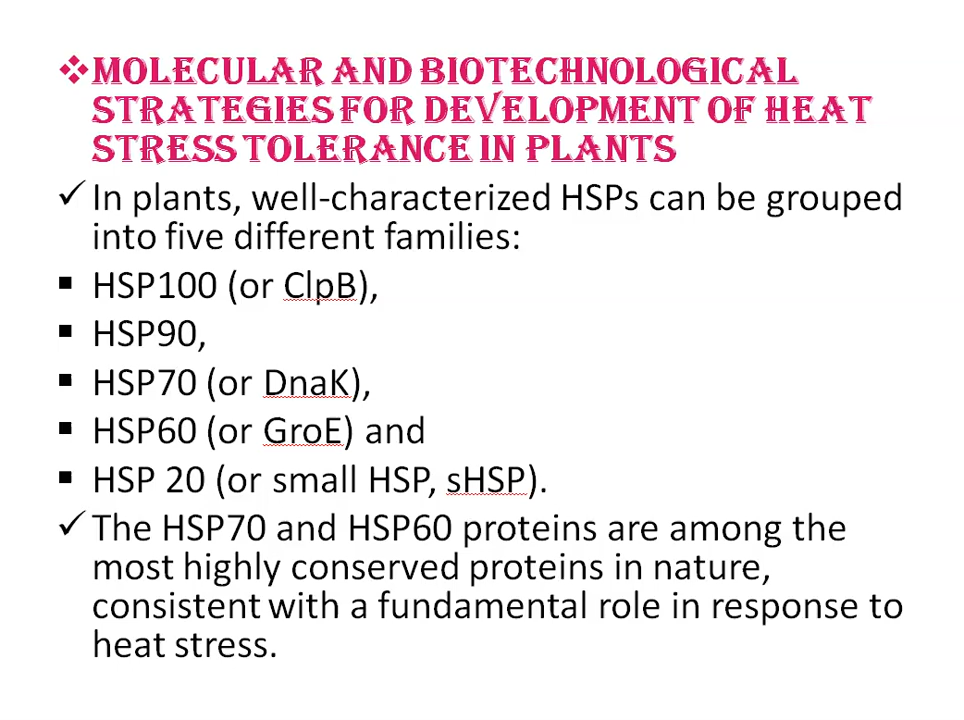 ❖MOLECULAR AND BIOTECHNOLOGICAL
STRATEGIES FOR DEVELOPMENT OF HEAT
STRESS TOLERANCE IN PLANTS
✓In plants, well-characterized HSPs can be grouped
into five different families:
▪ HSP100 (or ClpB),
▪ HSP90,
▪ HSP70 (or DnaK),
▪ HSP60 (or GroE) and
▪ HSP 20 (or small HSP, sHSP).
✓The HSP70 and HSP60 proteins are among the
most highly conserved proteins in nature,
consistent with a fundamental role in response to
heat stress.